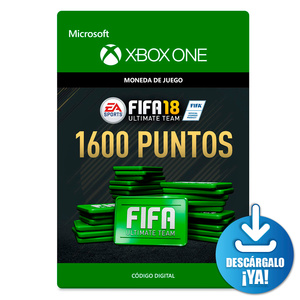 Microsoft
XBOX ONE
MONEDA DE JUEGO
EA SPORTS
FIFA 18
ULTIMATE TEAM
FIFA
1600 PUNTOS
FIFA
ULTIMATE TEAM
CÓDIGO DIGITAL
DESCÁRGALO
¡YA!